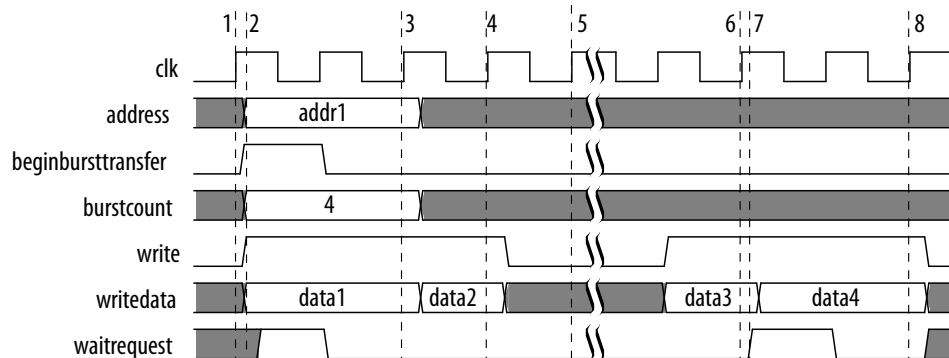 1 2 3 4 5 6 7 8
clk
address addr1
beginbursttransfer
burstcount 4
write
writedata data1 data2 data3 data4
waitrequest